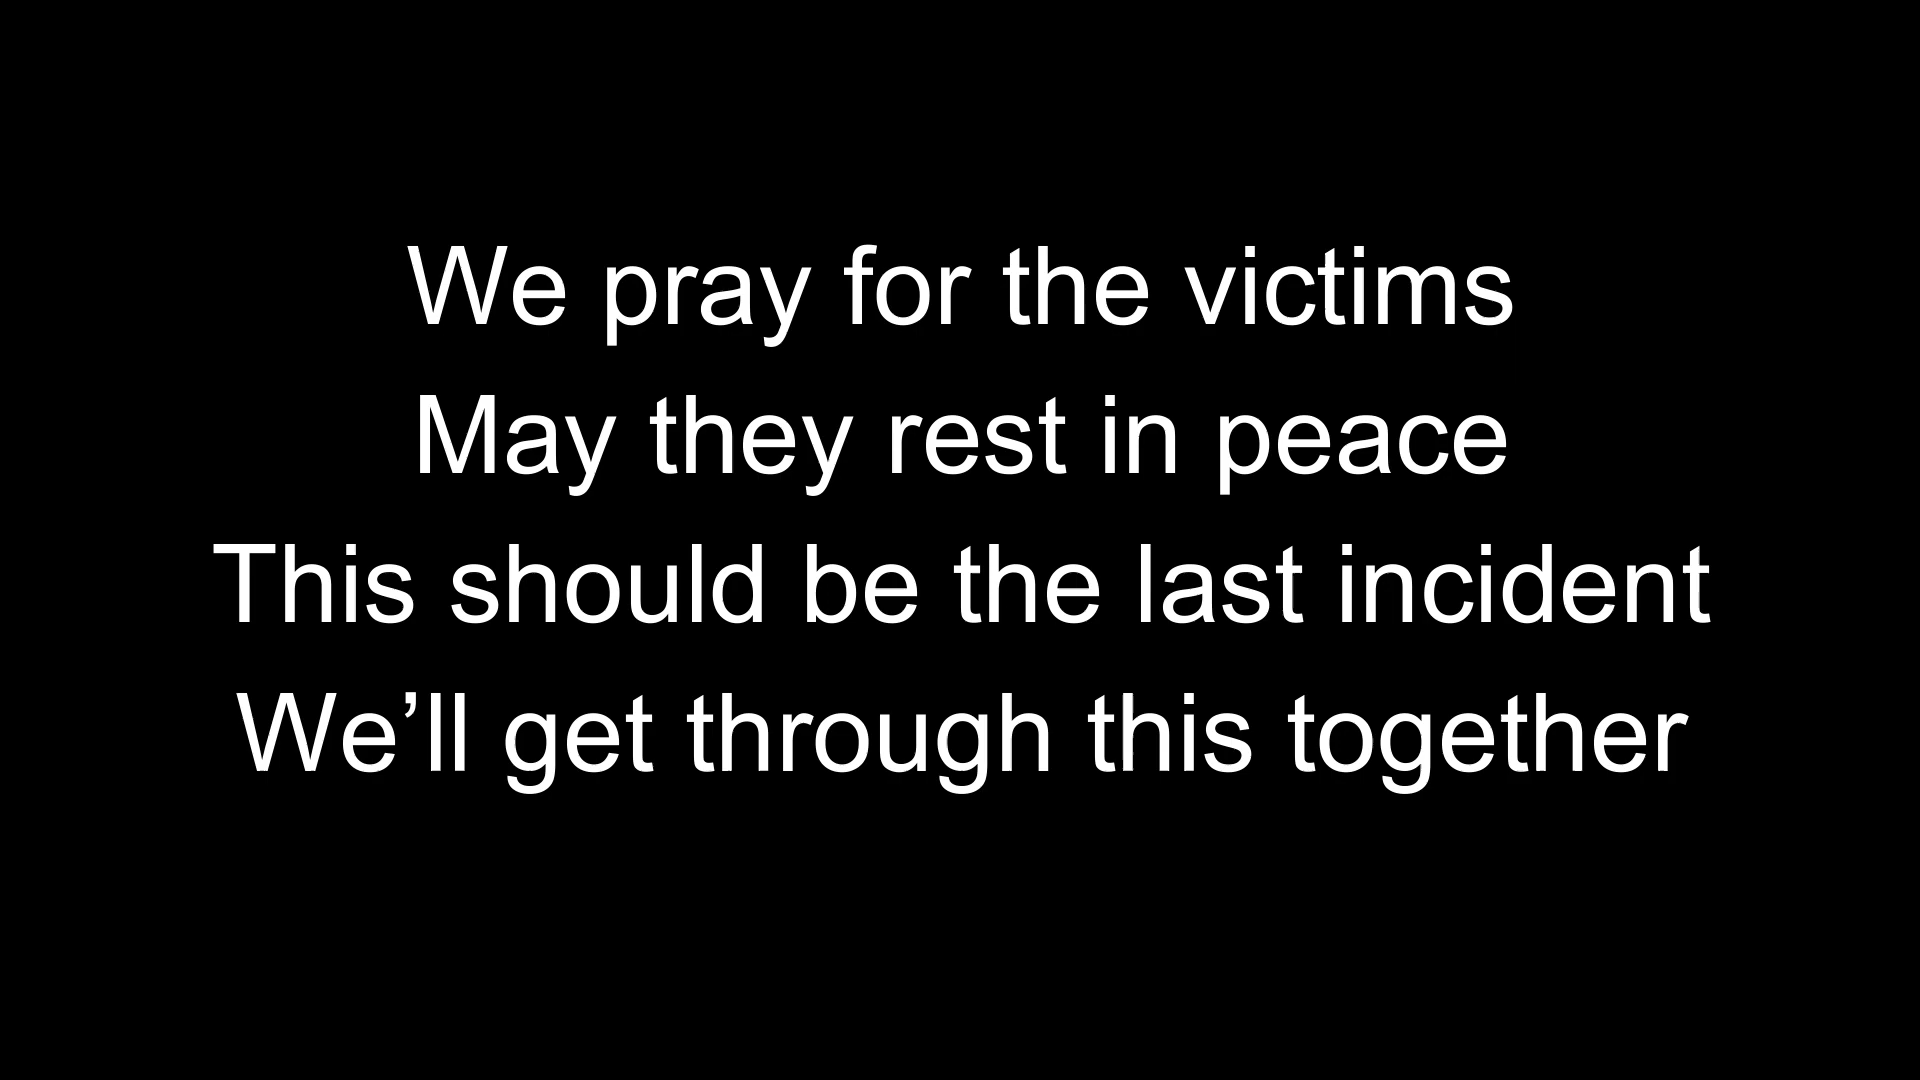 We pray for the victims
May they rest in peace
This should be the last incident
We’ll get through this together